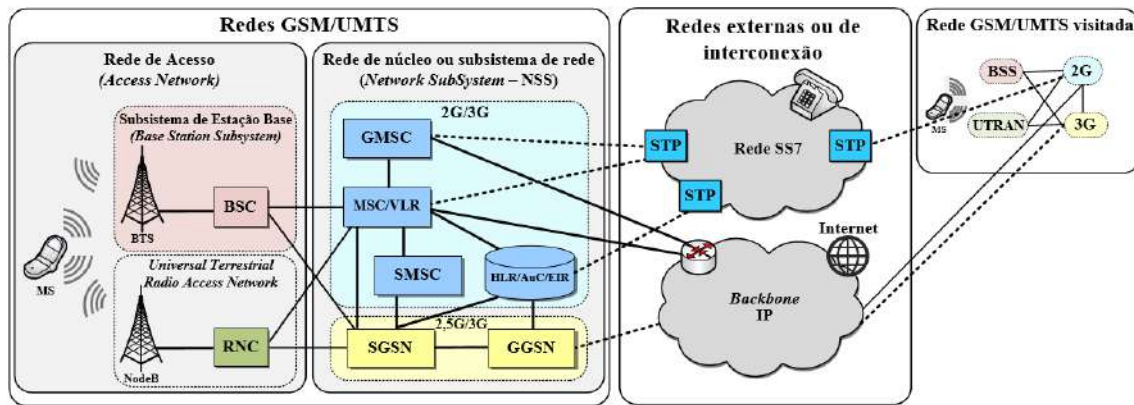 Redes GSM/UMTS
Rede de Acesso
(Access Network)
Subsistema de Estação Base
(Base Station Subsystem)
BTS
BSC
MS
Universal Terrestrial
Radio Access Network
NodeB
RNC
Rede de núcleo ou subsistema de rede
(Network SubSystem – NSS)
2G/3G
GMSC
MSC/VLR
SMSC
HLR/AuC/EIR
2,5G/3G
SGSN
GGSN
Redes externas ou de
interconexão
STP
Rede SS7
STP
STP
Internet
Backbone
IP
Rede GSM/UMTS visitada
BSS
2G
MS
UTRAN
3G